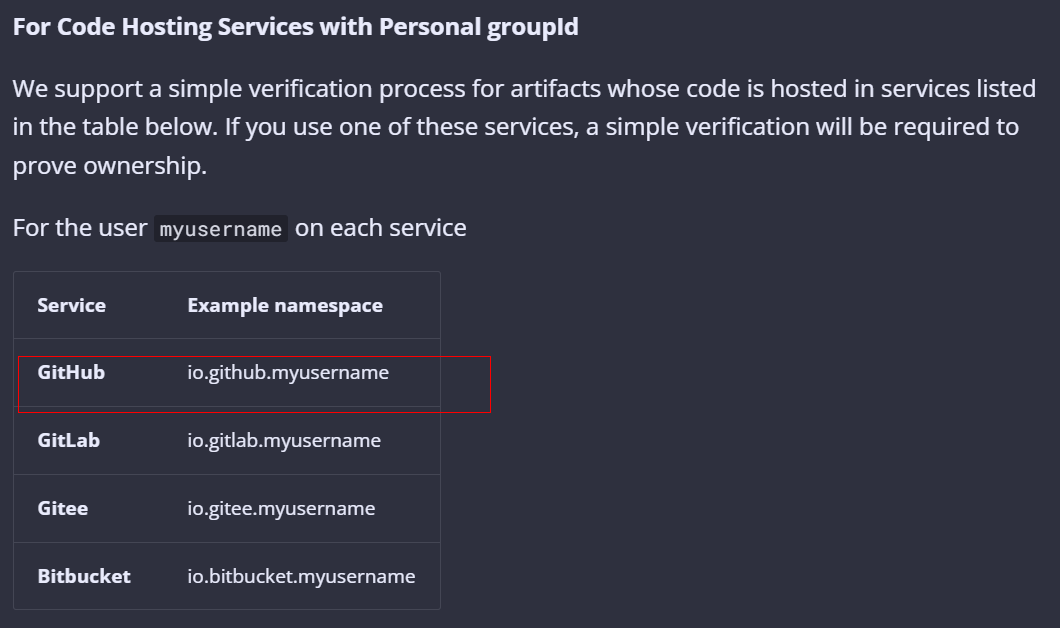 For Code Hosting Services with Personal groupId
We support a simple verification process for artifacts whose code is hosted in services listed
in the table below. If you use one of these services, a simple verification will be required to
prove ownership.
For the user myusername on each service
Service Example namespace
GitHub io.github.myusername
GitLab io.gitlab.myusername
Gitee io.gitee.myusername
Bitbucket io.bitbucket.myusername